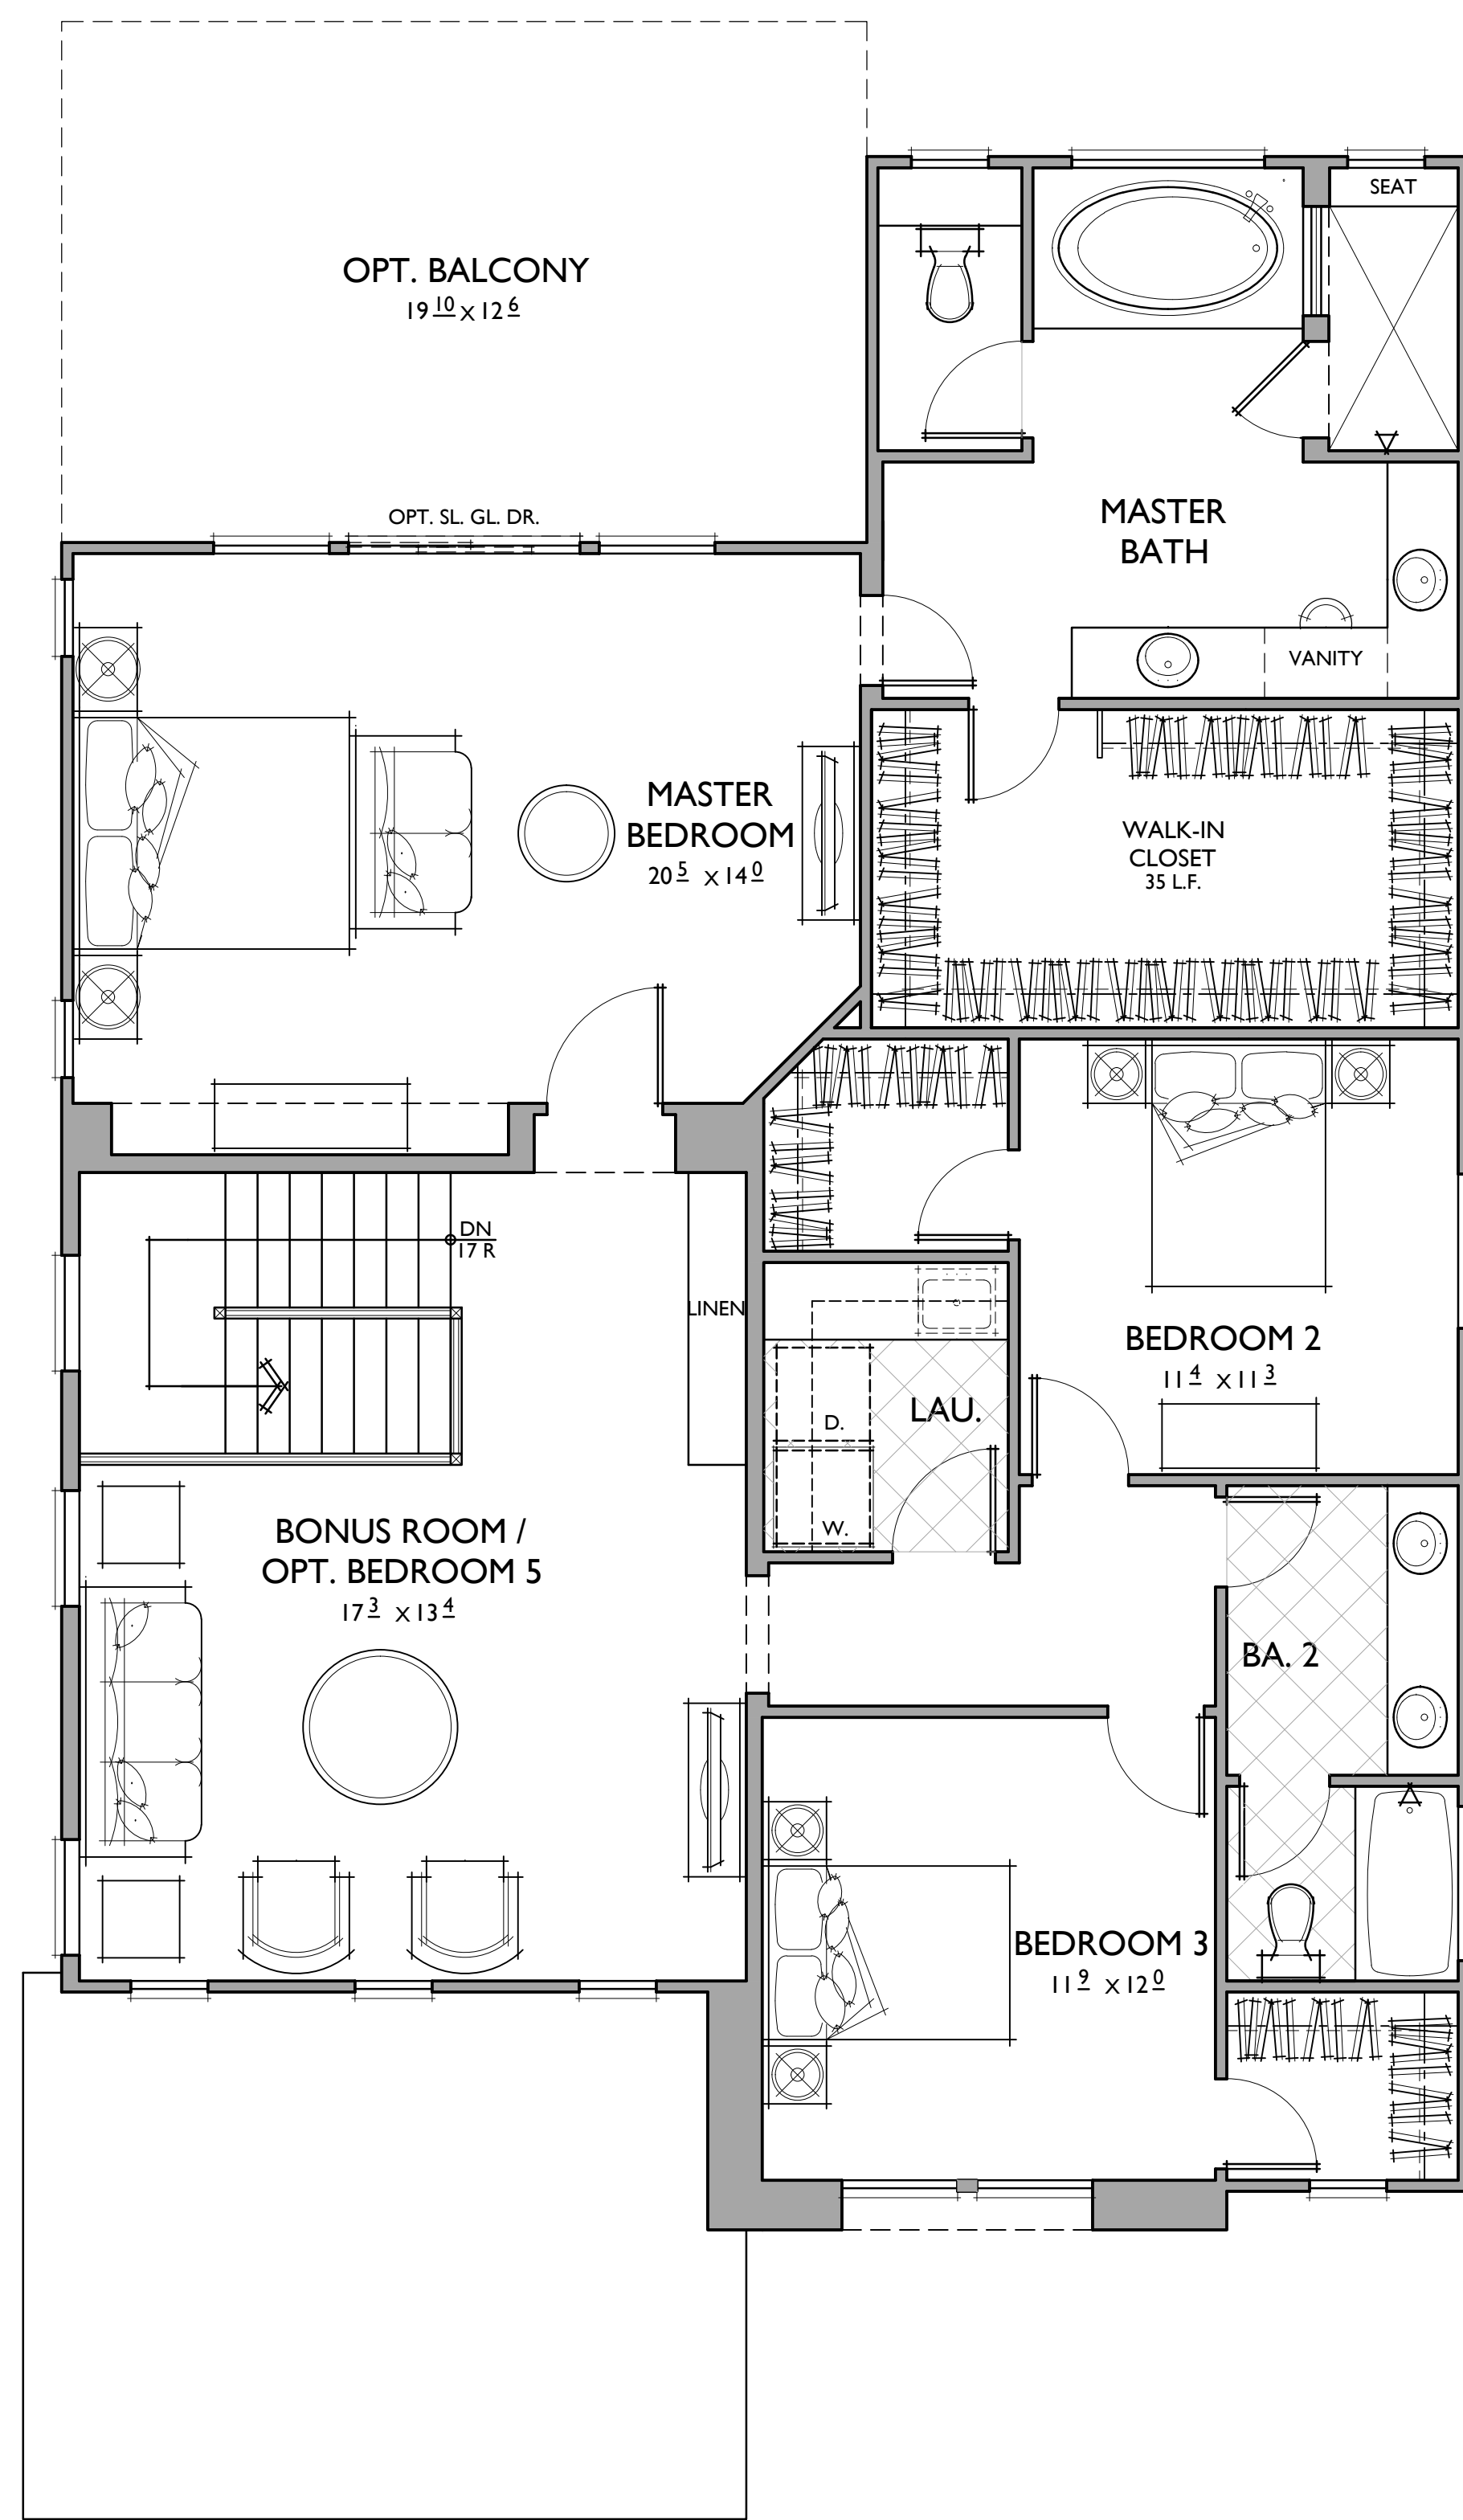 SEAT
OPT. BALCONY
19 10 x 12 6
OPT. SL. GL. DR.
MASTER
BATH
VANITY
MASTER
BEDROOM
20 5 x 14 0
WALK-IN
CLOSET
35 L.F.
DN
17 R
LINEN
BEDROOM 2
11 4 x 11 3
D.
LAU.
W.
BONUS ROOM /
OPT. BEDROOM 5
17 3 x 13 4
BA. 2
BEDROOM 3
11 9 x 12 0